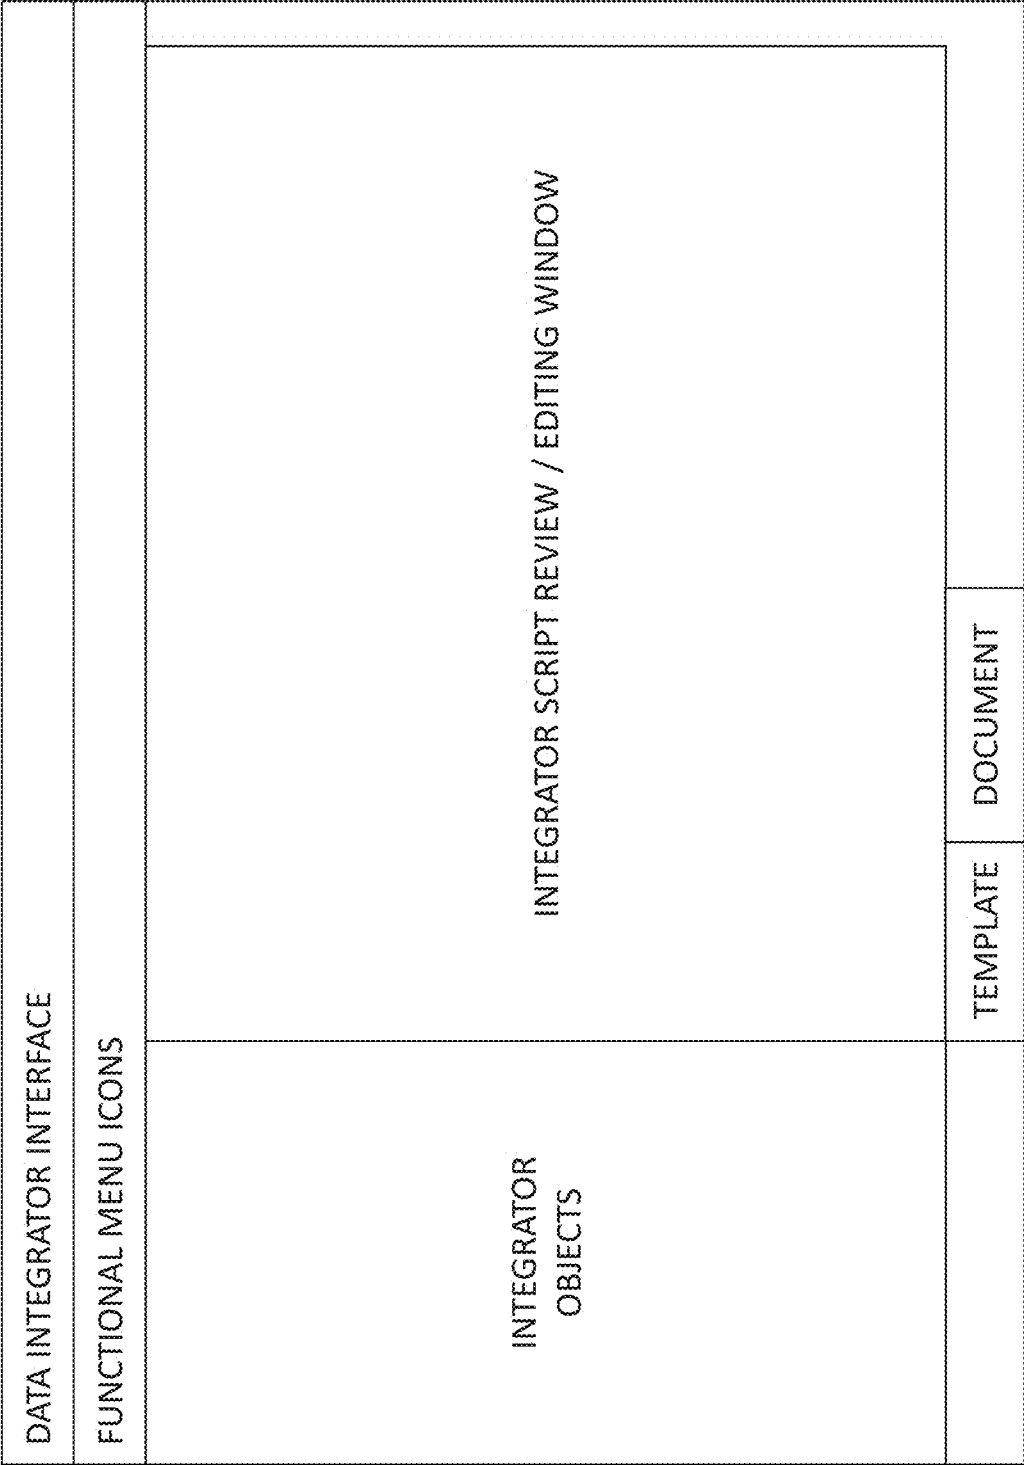 DATA INTEGRATOR INTERFACE
FUNCTIONAL MENU ICONS
INTEGRATOR
OBJECTS
INTEGRATOR SCRIPT REVIEW / EDITING WINDOW
TEMPLATE
DOCUMENT